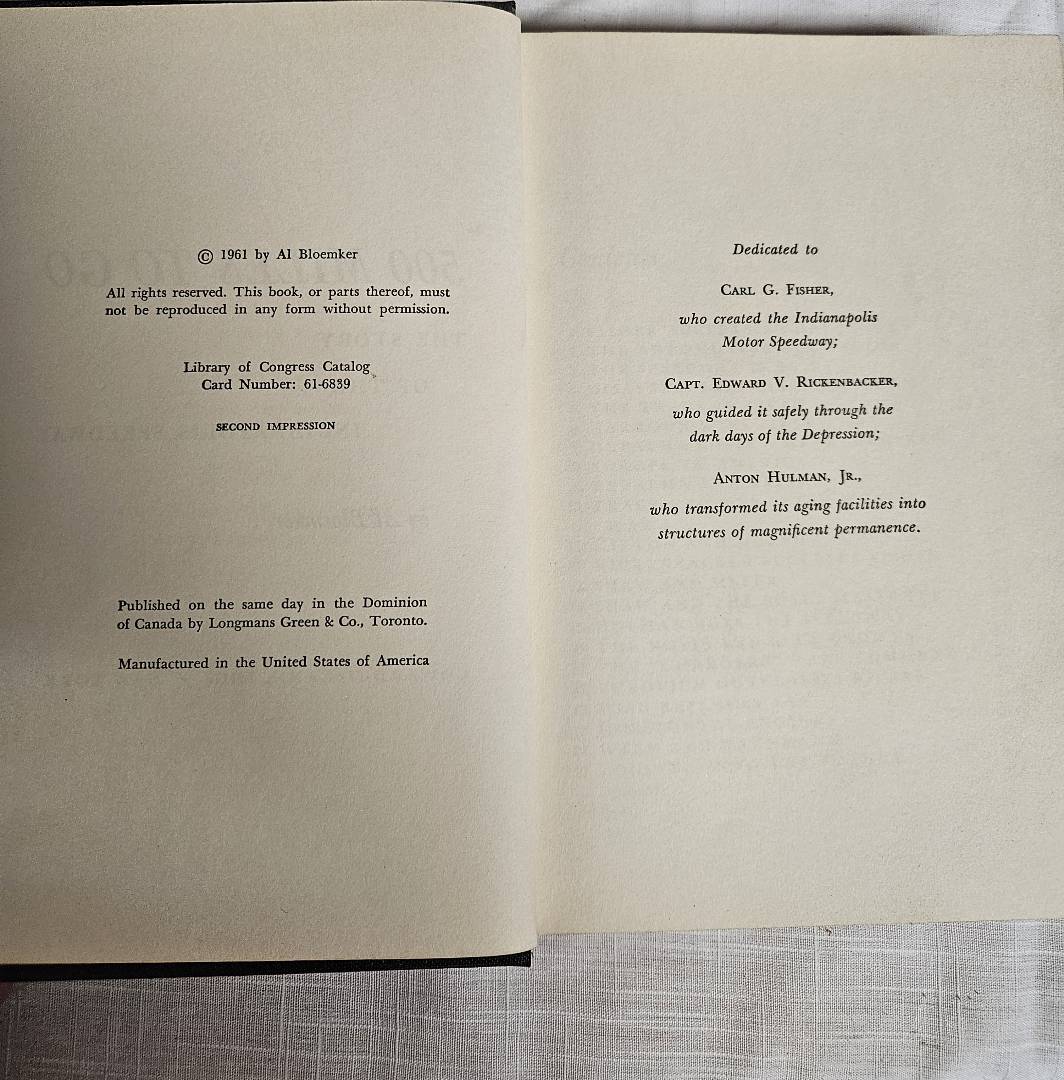 © 1961 by Al Bloemker
All rights reserved. This book, or parts thereof, must
not be reproduced in any form without permission.
Library of Congress Catalog
Card Number: 61-6839
SECOND IMPRESSION
Published on the same day in the Dominion
of Canada by Longmans Green & Co., Toronto.
Manufactured in the United States of America
Dedicated to
CARL G. FISHER,
who created the Indianapolis
Motor Speedway;
CAPT. EDWARD V. RICKENBACKER,
who guided it safely through the
dark days of the Depression;
ANTON HULMAN, JR.,
who transformed its aging facilities into
structures of magnificent permanence.